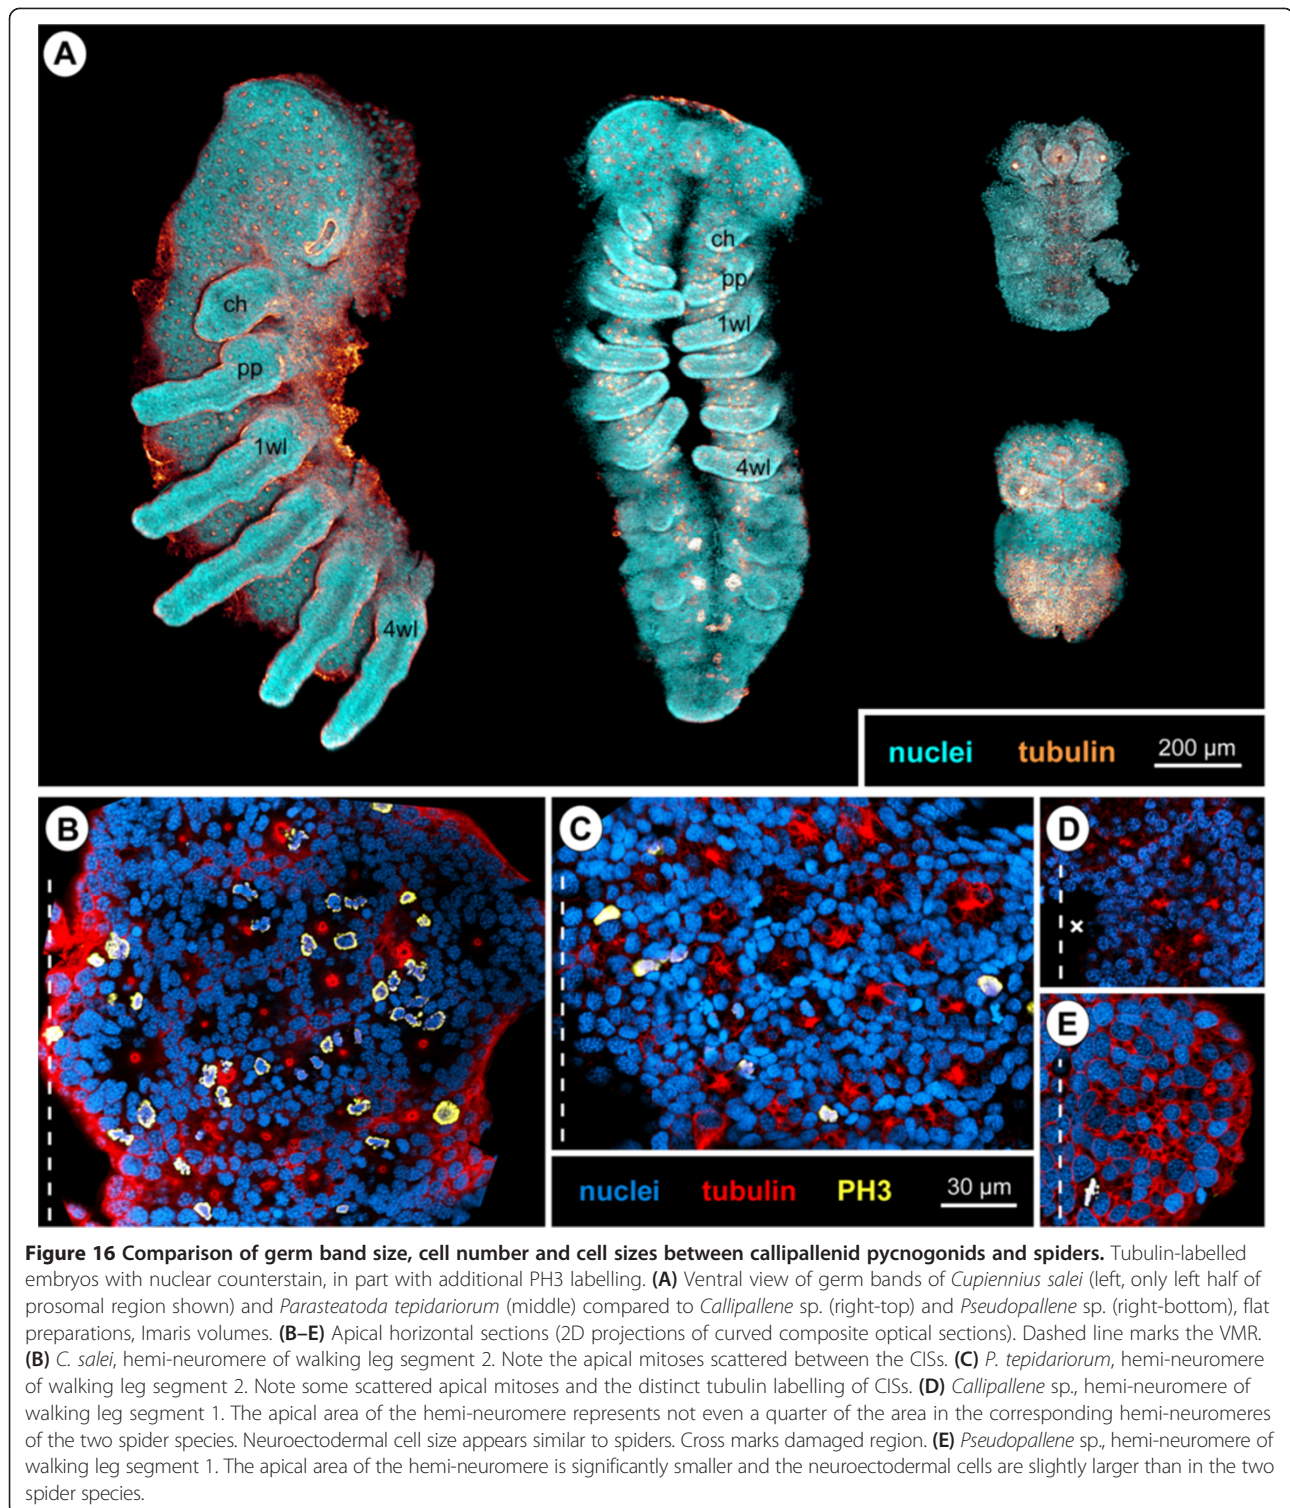 A
ch
pp
1wl
4wl
ch
pp
1wl
4wl
nuclei tubulin 200 µm
B
C
D
E
nuclei tubulin PH3 30 µm
Figure 16 Comparison of germ band size, cell number and cell sizes between callipallenid pycnogonids and spiders. Tubulin-labelled
embryos with nuclear counterstain, in part with additional PH3 labelling. (A) Ventral view of germ bands of Cupiennius salei (left, only left half of
prosomal region shown) and Parasteatoda tepidariorum (middle) compared to Callipallene sp. (right-top) and Pseudopallene sp. (right-bottom), flat
preparations, Imaris volumes. (B–E) Apical horizontal sections (2D projections of curved composite optical sections). Dashed line marks the VMR.
(B) C. salei, hemi-neuromere of walking leg segment 2. Note the apical mitoses scattered between the CISs. (C) P. tepidariorum, hemi-neuromere
of walking leg segment 2. Note some scattered apical mitoses and the distinct tubulin labelling of CISs. (D) Callipallene sp., hemi-neuromere of
walking leg segment 1. The apical area of the hemi-neuromere represents not even a quarter of the area in the corresponding hemi-neuromeres
of the two spider species. Neuroectodermal cell size appears similar to spiders. Cross marks damaged region. (E) Pseudopallene sp., hemi-neuromere of
walking leg segment 1. The apical area of the hemi-neuromere is significantly smaller and the neuroectodermal cells are slightly larger than in the two
spider species.